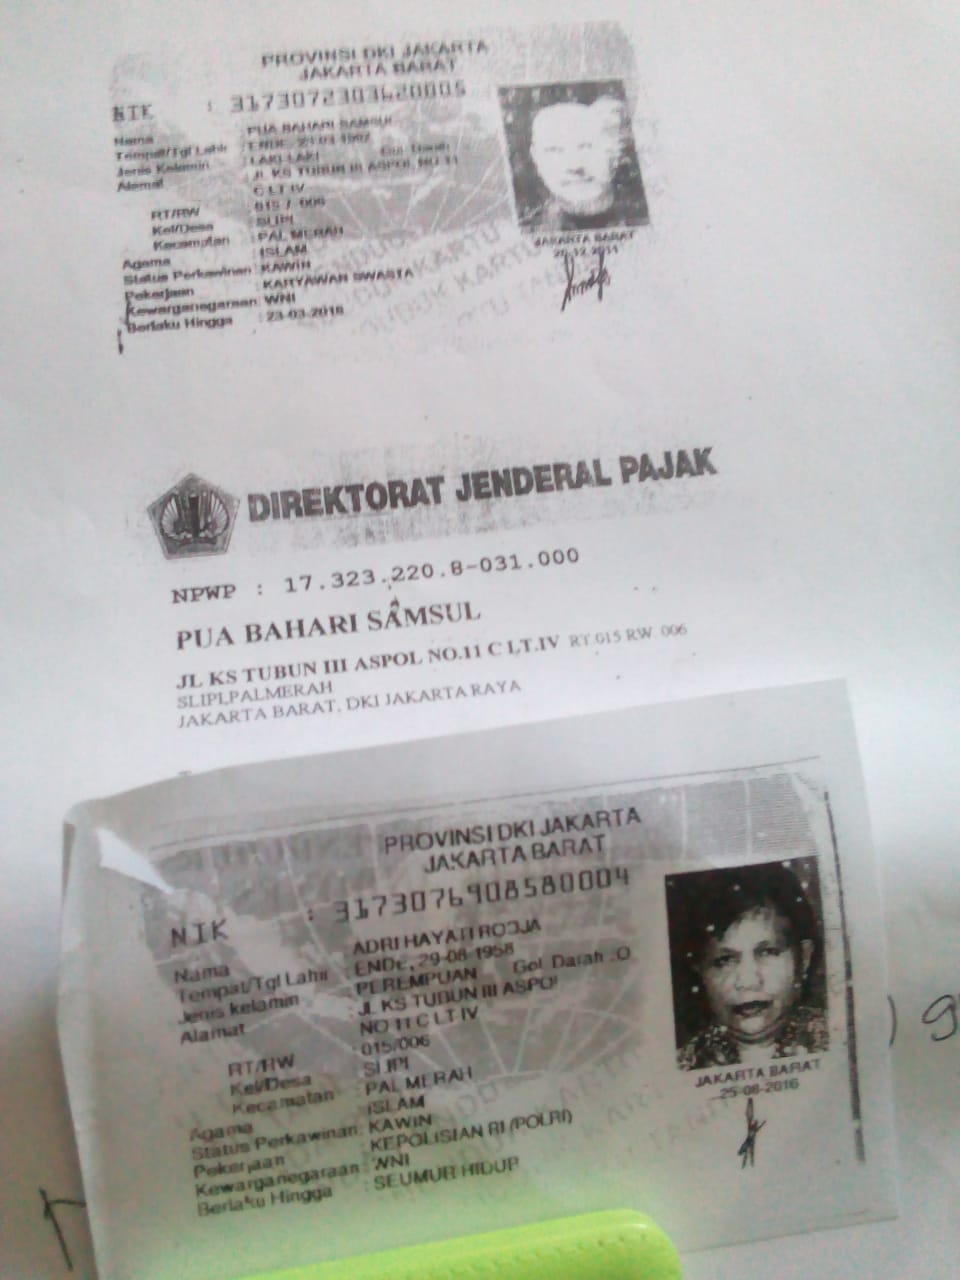 PROVINSI DKI JAKARTA
JAKARTA BARAT
NIK : 3173072303620005
Nama : PUA BAHARI SAMSUL
Tempat/Tgl Lahir : ENDE, 23-03-1962
Jenis Kelamin : LAKI-LAKI Gol. Darah
Alamat : JL KS TUBUN III ASPOL NO 11
C LT IV
RT/RW : 015 / 006
Kel/Desa : SLIPI
Kecamatan : PAL MERAH
Agama : ISLAM
Status Perkawinan : KAWIN
Pekerjaan : KARYAWAN SWASTA
Kewarganegaraan : WNI
Berlaku Hingga : 23-03-2018
JAKARTA BARAT
DIREKTORAT JENDERAL PAJAK
NPWP : 17.323.220.8-031.000
PUA BAHARI SAMSUL
JL KS TUBUN III ASPOL NO.11 C LT.IV RT.015 RW. 006
SLIPI,PALMERAH
JAKARTA BARAT, DKI JAKARTA RAYA
PROVINSI DKI JAKARTA
JAKARTA BARAT
NIK : 3173076908580004
Nama : ADRI HAYATI RODJA
Tempat/Tgl Lahir : ENDE, 29-08-1958
Jenis kelamin : PEREMPUAN Gol Darah :O
Alamat : JL. KS TUBUN III ASPOL
NO 11 C LT IV
RT/RW : 015/006
Kel/Desa : SLIPI
Kecamatan : PAL MERAH
Agama : ISLAM
Status Perkawinan: KAWIN
Pekerjaan : KEPOLISIAN RI (POLRI)
Kewarganegaraan : WNI
Berlaku Hingga : SEUMUR HIDUP
JAKARTA BARAT
25-08-2016